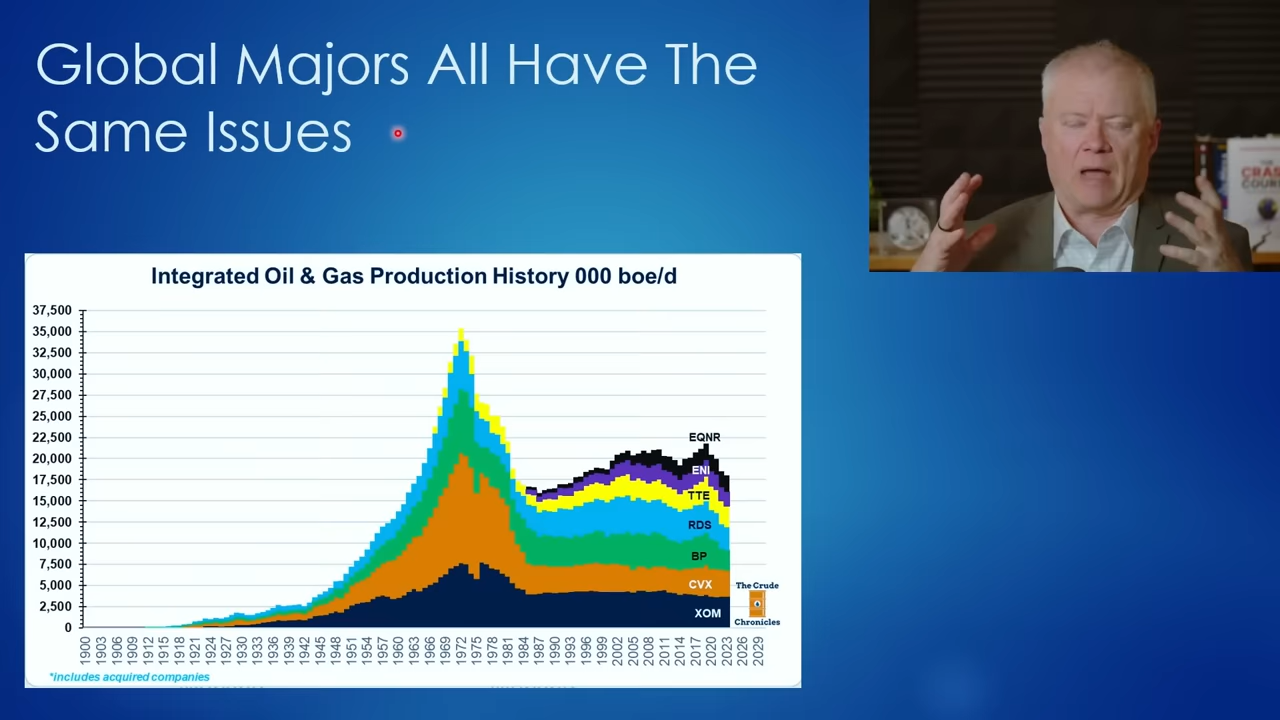 Global Majors All Have The
Same Issues
THE
CRAS
COUR
Integrated Oil & Gas Production History 000 boe/d
37,500
35,000
32,500
30,000
27,500
25,000
22,500
20,000
17,500
15,000
12,500
10,000
7,500
5,000
2,500
0
EQNR
ENI
TTE
RDS
BP
CVX
XOM
The Crude
Chronicles
1900 1903 1906 1909 1912 1915 1918 1921 1924 1927 1930 1933 1936 1939 1942 1945 1948 1951 1954 1957 1960 1963 1966 1969 1972 1975 1978 1981 1984 1987 1990 1993 1996 1999 2002 2005 2008 2011 2014 2017 2020 2023 2026 2029
*includes acquired companies